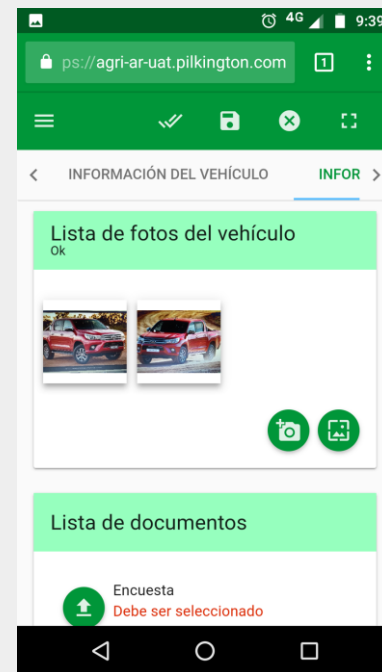 4G 9:39
ps://agri-ar-uat.pilkington.com 1
INFORMACIÓN DEL VEHÍCULO INFOR
Lista de fotos del vehículo
Ok
Lista de documentos
Encuesta
Debe ser seleccionado